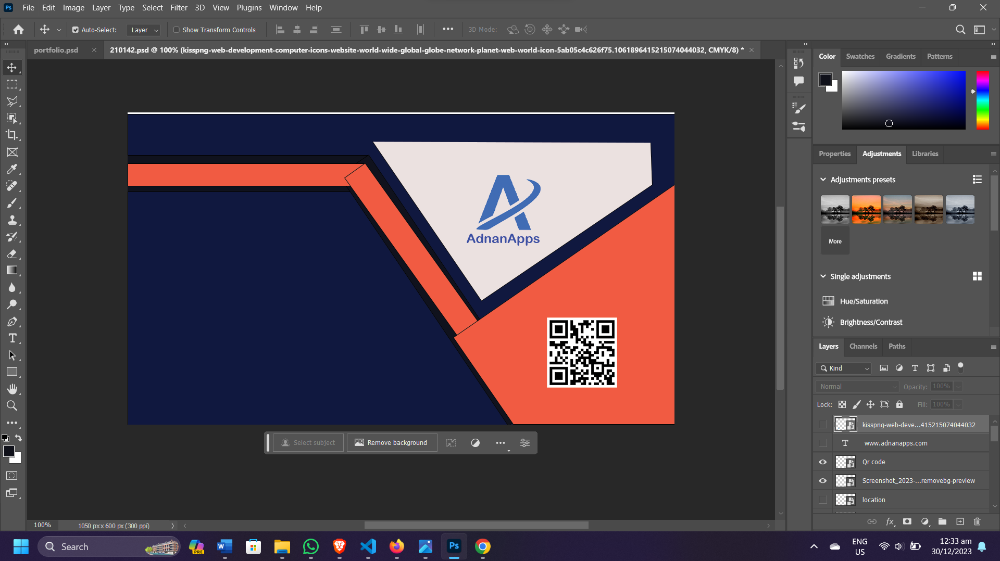 Ps File Edit Image Layer Type Select Filter 3D View Plugins Window Help
Auto-Select: Layer Show Transform Controls 3D Mode:
portfolio.psd
210142.psd @ 100% (kisspng-web-development-computer-icons-website-world-wide-global-globe-network-planet-web-world-icon-5ab05c4c626f75.1061896415215074044032, CMYK/8) *
Color Swatches Gradients Patterns
Properties Adjustments Libraries
Adjustments presets
More
Single adjustments
Hue/Saturation
Brightness/Contrast
AdnanApps
Select subject Remove background
Layers Channels Paths
Kind
Normal Opacity: 100%
Lock: Fill: 100%
kisspng-web-deve...415215074044032
www.adnanapps.com
Qr code
Screenshot_2023-...removebg-preview
location
100% 1050 px x 600 px (300 ppi)
Search
PRE
Ps
ENG
US
12:33 am
30/12/2023